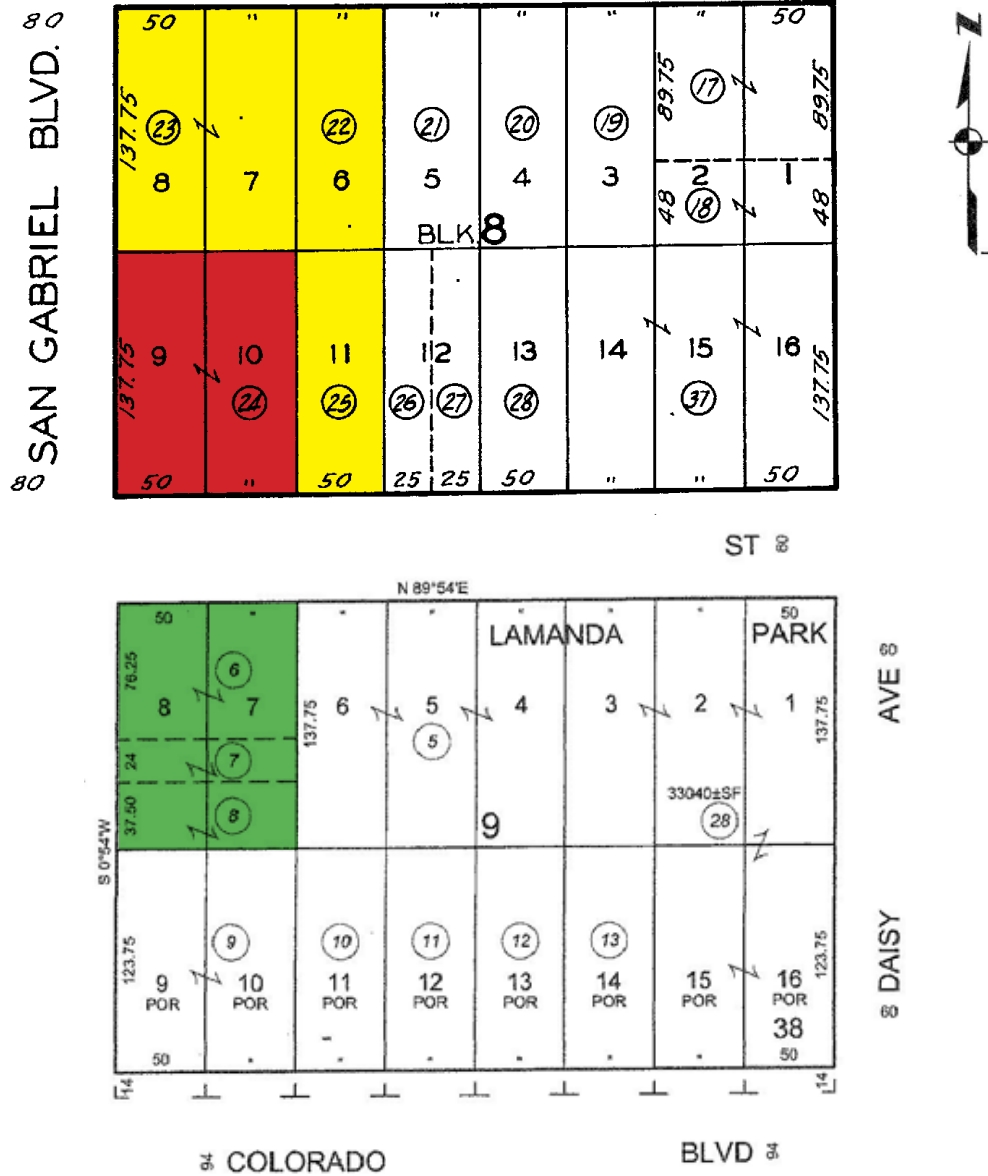 80 50 " " " " " " 50
SAN GABRIEL BLVD.
137.75 89.75 89.75
23 22 21 20 19 17
8 7 6 5 4 3 2 1
48 18 48
BLK. 8
137.75 9 10 11 12 13 14 15 16 137.75
24 25 26 27 28 37
80 50 " 50 25 25 50 " " 50
Z
ST 80
N 89°54'E
50 " " " " " " 50
LAMANDA PARK
AVE 60
76.25 6
8 7 6 5 4 3 2 1
137.75 137.75
5
24 7
33040±SF
37.50 8 9 28
S 0°54'W
9 10 11 12 13
123.75 123.75
9 10 11 12 13 14 15 16
POR POR POR POR POR POR POR POR
38
60 DAISY
50 " " " " " " 50
14 14
94 COLORADO BLVD 94